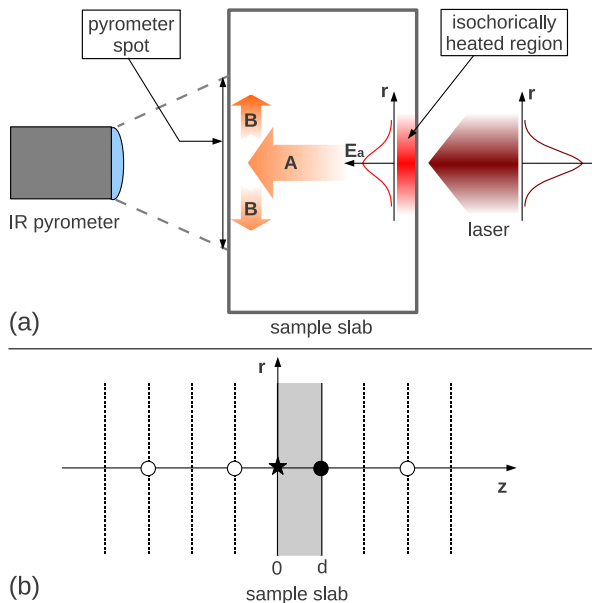 pyrometer
spot
isochorically
heated region
r
r
B
A
Eₐ
B
IR pyrometer
laser
sample slab
(a)
r
z
0
d
sample slab
(b)